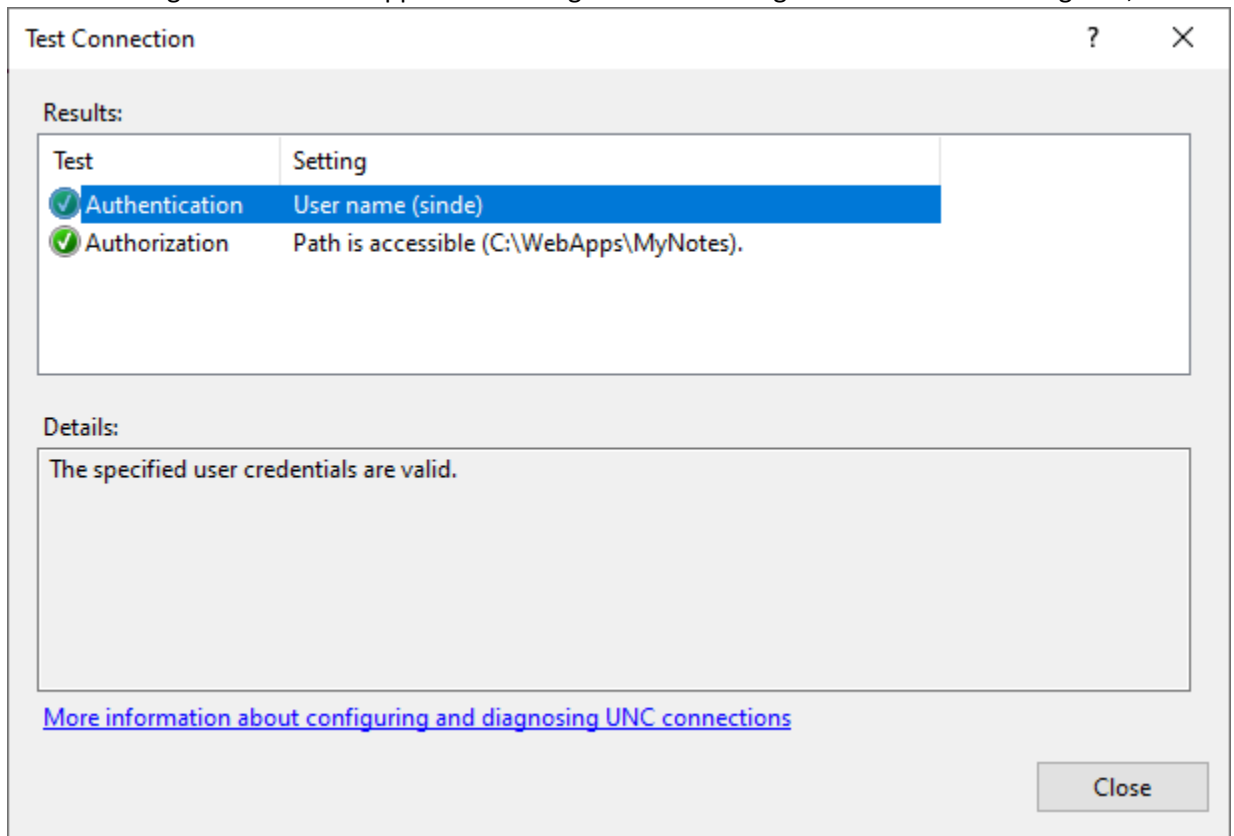 Test Connection ? ×
Results:
Test Setting
Authentication User name (sinde)
Authorization Path is accessible (C:\WebApps\MyNotes).
Details:
The specified user credentials are valid.
More information about configuring and diagnosing UNC connections
Close